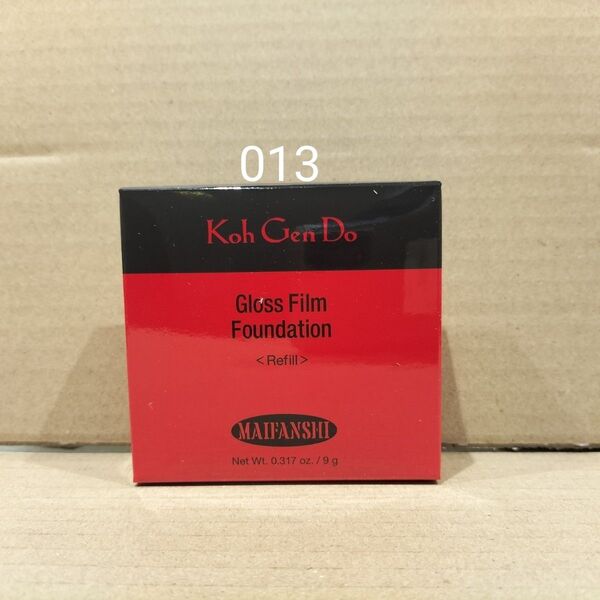 013
Koh Gen Do
Gloss Film
Foundation
<Refill>
MAIFANSHI
Net Wt. 0.317 oz. / 9 g